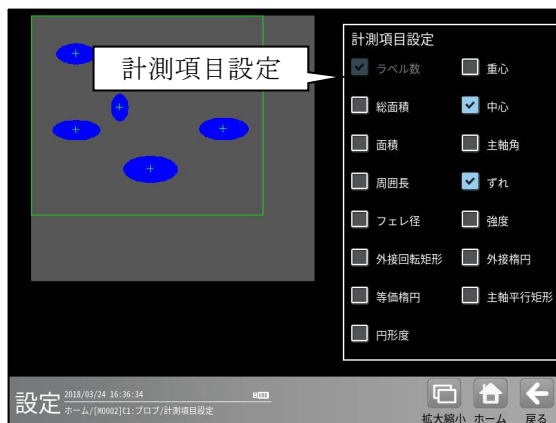 計測項目設定
計測項目設定
ラベル数
重心
総面積
中心
面積
主軸角
周囲長
ずれ
フェレ径
強度
外接回転矩形
外接楕円
等価楕円
主軸平行矩形
円形度
設定
2018/03/24 16:36:34
ホーム/[M0002]C1:ブロブ/計測項目設定
拡大縮小
ホーム
戻る